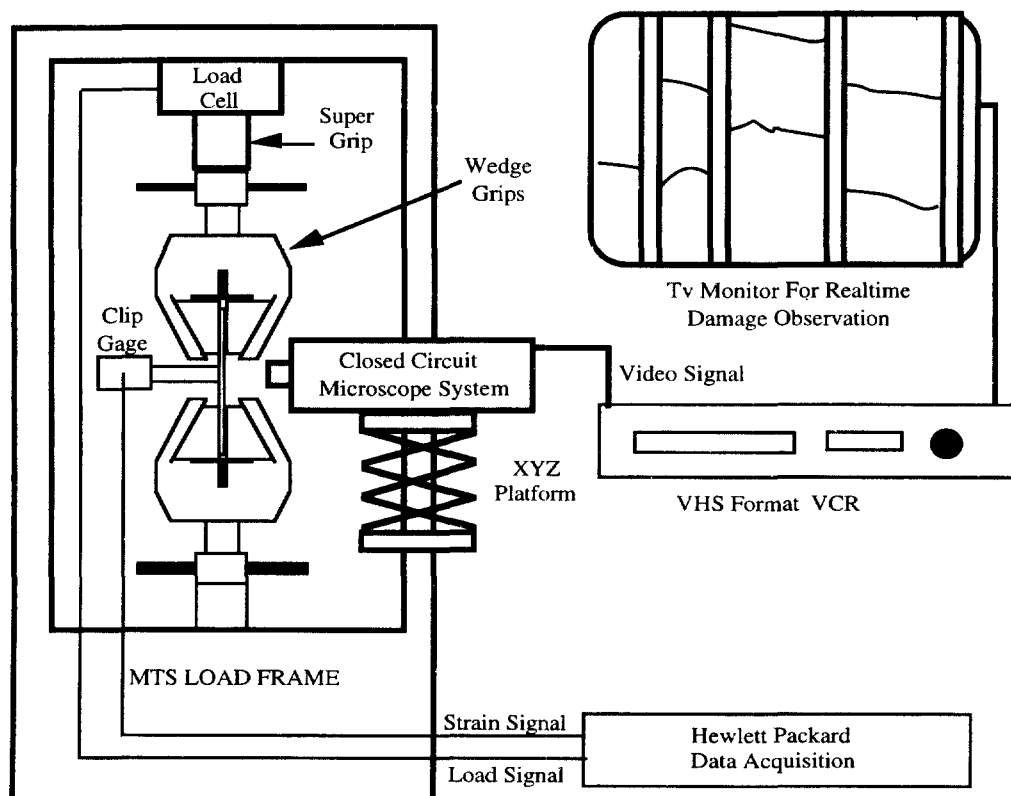 Load
Cell
Super
Grip
Wedge
Grips
Tv Monitor For Realtime
Damage Observation
Clip
Gage
Closed Circuit
Microscope System
Video Signal
XYZ
Platform
VHS Format VCR
MTS LOAD FRAME
Strain Signal
Load Signal
Hewlett Packard
Data Acquisition